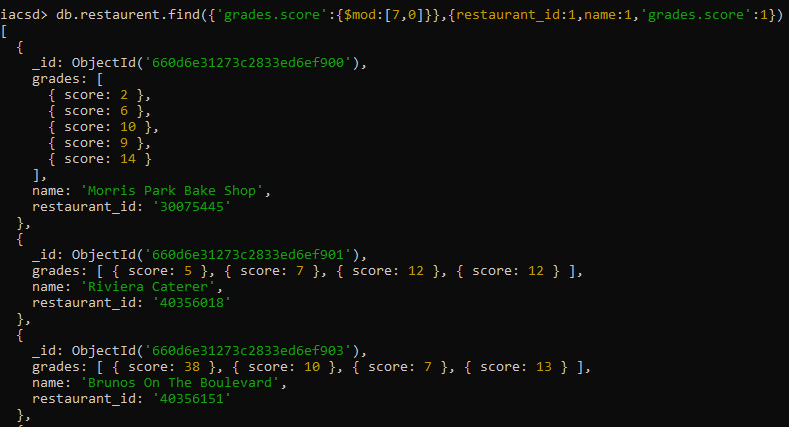 iacsd> db.restaurent.find({'grades.score':{$mod:[7,0]}},{restaurant_id:1,name:1,'grades.score':1})
[
  {
    _id: ObjectId('660d6e31273c2833ed6ef900'),
    grades: [
      { score: 2 },
      { score: 6 },
      { score: 10 },
      { score: 9 },
      { score: 14 }
    ],
    name: 'Morris Park Bake Shop',
    restaurant_id: '30075445'
  },
  {
    _id: ObjectId('660d6e31273c2833ed6ef901'),
    grades: [ { score: 5 }, { score: 7 }, { score: 12 }, { score: 12 } ],
    name: 'Riviera Caterer',
    restaurant_id: '40356018'
  },
  {
    _id: ObjectId('660d6e31273c2833ed6ef903'),
    grades: [ { score: 38 }, { score: 10 }, { score: 7 }, { score: 13 } ],
    name: 'Brunos On The Boulevard',
    restaurant_id: '40356151'
  },